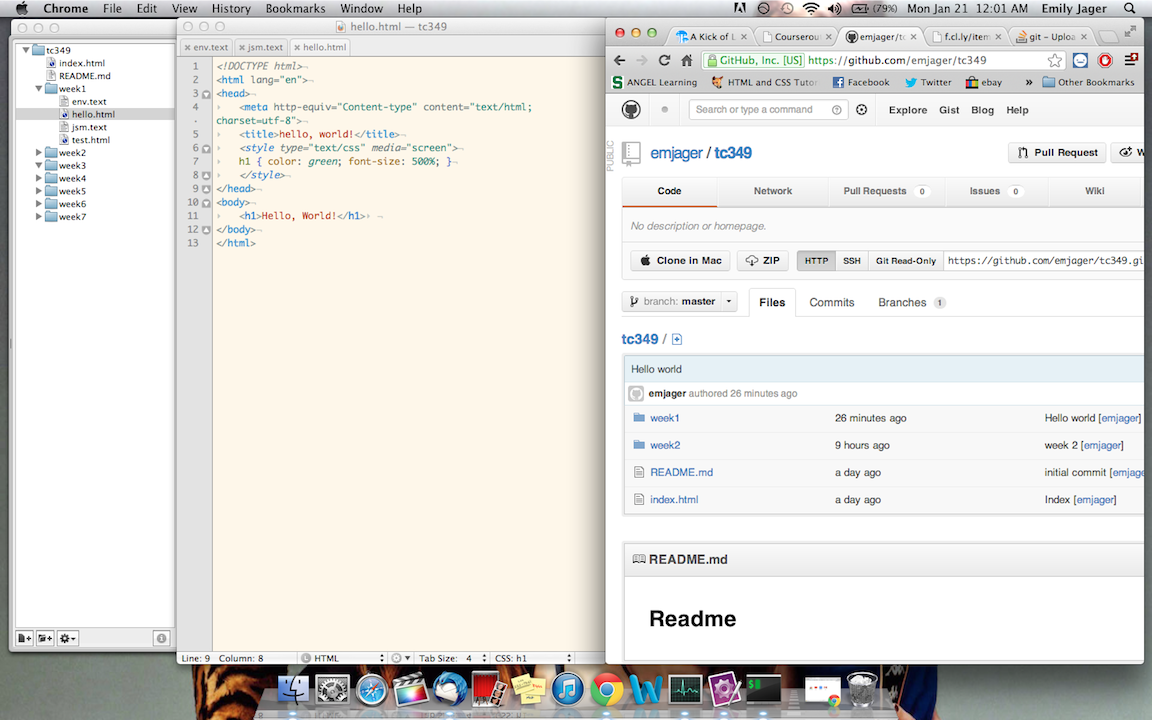 Chrome File Edit View History Bookmarks Window Help (79%) Mon Jan 21 12:01 AM Emily Jager
tc349
index.html
README.md
week1
env.text
hello.html
jsm.text
test.html
week2
week3
week4
week5
week6
week7
hello.html — tc349
env.text jsm.text hello.html
1 <!DOCTYPE html>
2 <html lang="en">
3 <head>
4 <meta http-equiv="Content-type" content="text/html;
charset=utf-8">
5 <title>hello, world!</title>
6 <style type="text/css" media="screen">
7 h1 { color: green; font-size: 500%; }
8 </style>
9 </head>
10 <body>
11 <h1>Hello, World!</h1>
12 </body>
13 </html>
Line: 9 Column: 8 HTML Tab Size: 4 CSS: h1
A Kick of L Courserou emjager/tc f.cl.ly/item git - Uploa
GitHub, Inc. [US] https://github.com/emjager/tc349
ANGEL Learning HTML and CSS Tutor Facebook Twitter ebay » Other Bookmarks
Search or type a command Explore Gist Blog Help
PUBLIC
emjager / tc349 Pull Request W
Code Network Pull Requests 0 Issues 0 Wiki
No description or homepage.
Clone in Mac ZIP HTTP SSH Git Read-Only https://github.com/emjager/tc349.gi
branch: master Files Commits Branches 1
tc349 /
Hello world
emjager authored 26 minutes ago
week1 26 minutes ago Hello world [emjager]
week2 9 hours ago week 2 [emjager]
README.md a day ago initial commit [emjage
index.html a day ago Index [emjager]
README.md
Readme